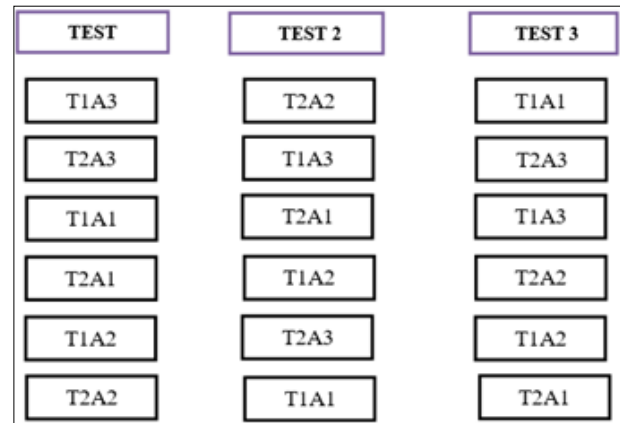 TEST TEST 2 TEST 3
T1A3 T2A2 T1A1
T2A3 T1A3 T2A3
T1A1 T2A1 T1A3
T2A1 T1A2 T2A2
T1A2 T2A3 T1A2
T2A2 T1A1 T2A1